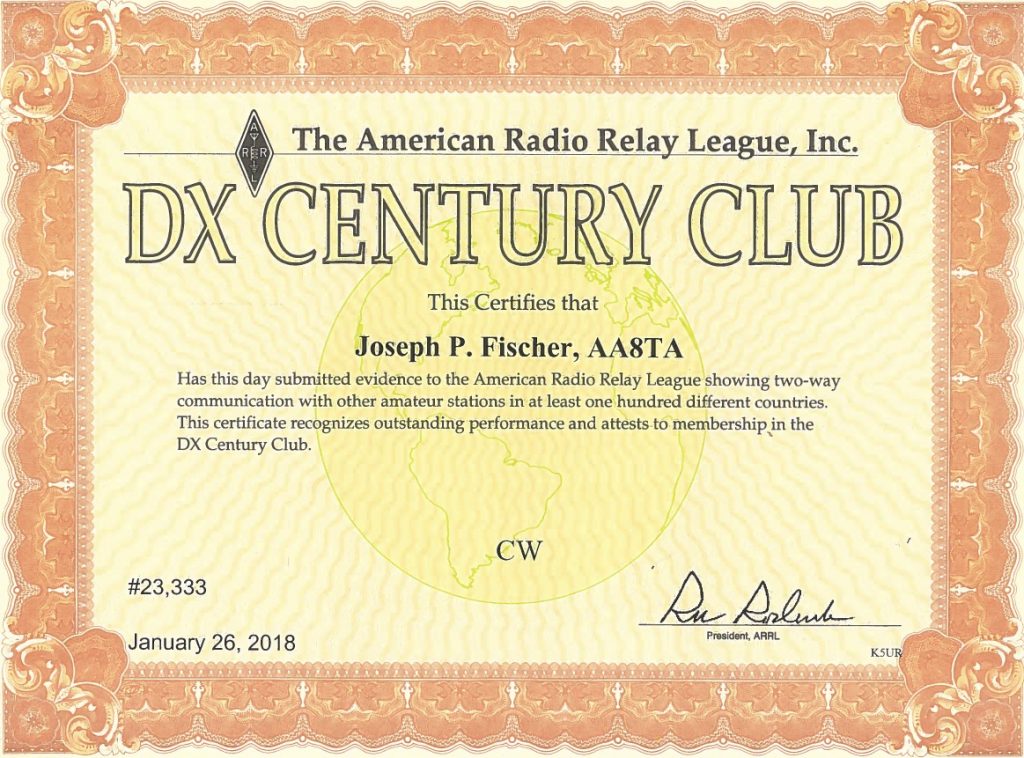 The American Radio Relay League, Inc.
A
R R E L
L
DX CENTURY CLUB
This Certifies that
Joseph P. Fischer, AA8TA
Has this day submitted evidence to the American Radio Relay League showing two-way
communication with other amateur stations in at least one hundred different countries.
This certificate recognizes outstanding performance and attests to membership in the
DX Century Club.
CW
#23,333
January 26, 2018
President, ARRL
K5UR